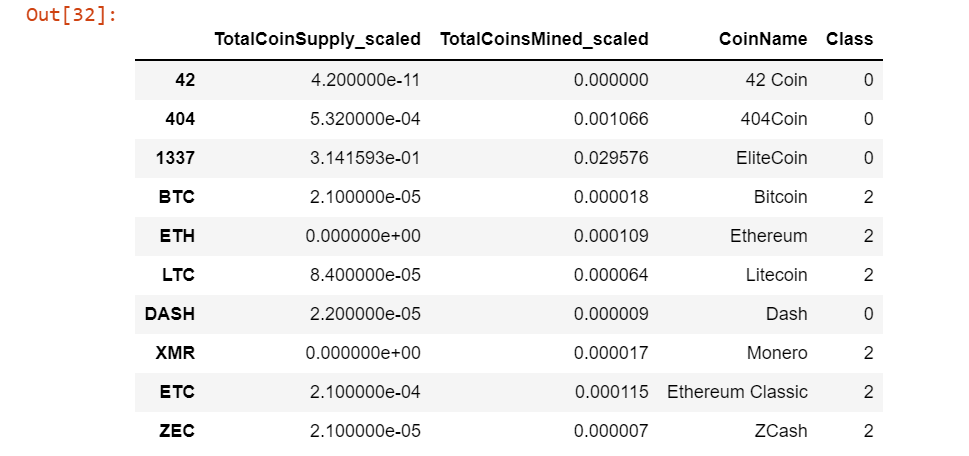 Out[32]:
TotalCoinSupply_scaled TotalCoinsMined_scaled CoinName Class
42 4.200000e-11 0.000000 42 Coin 0
404 5.320000e-04 0.001066 404Coin 0
1337 3.141593e-01 0.029576 EliteCoin 0
BTC 2.100000e-05 0.000018 Bitcoin 2
ETH 0.000000e+00 0.000109 Ethereum 2
LTC 8.400000e-05 0.000064 Litecoin 2
DASH 2.200000e-05 0.000009 Dash 0
XMR 0.000000e+00 0.000017 Monero 2
ETC 2.100000e-04 0.000115 Ethereum Classic 2
ZEC 2.100000e-05 0.000007 ZCash 2